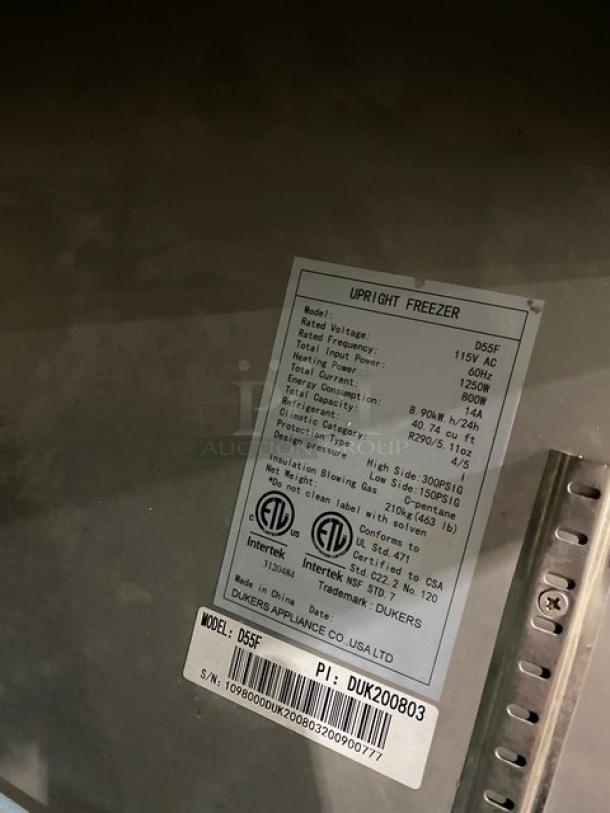 UPRIGHT FREEZER
Model: D55F
Rated Voltage: 115V AC
Rated Frequency: 60Hz
Total Input Power: 1250W
Heating Power 800W
Total Current: 14A
Energy Consumption: 8.90kW.h/24h
Total Capacity: 40.74 cu ft
Refrigerant: R290/5.11oz
Climatic Category: 4/5
Protection Type I
Design pressure High Side:300PSIG
Low Side:150PSIG
Insulation Blowing Gas C-pentane
Net Weight: 210kg(463 lb)
*Do not clean label with solven
C ETL US
Intertek
3120484
ETL
Intertek
Conforms to
UL Std.471
Certified to CSA
Std.C22.2 No.120
NSF STD.7
Trademark:DUKERS
Made in China Date:
DUKERS APPLIANCE CO.,USA LTD
MODEL: D55F PI: DUK200803
S/N: 1098000DUK200803200900777
AUCTION GROUP